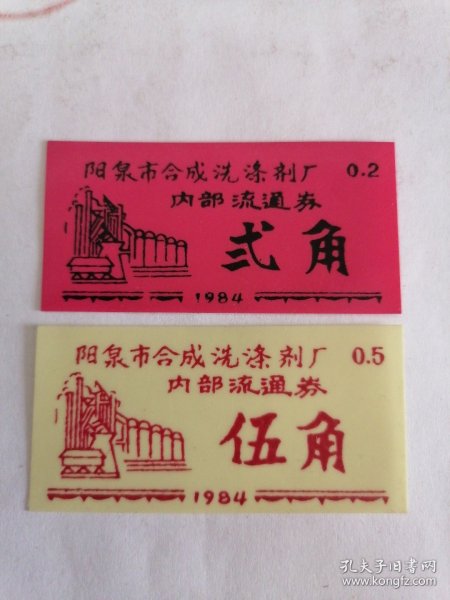 阳泉市合成洗涤剂厂 0.2
内部流通券
弍角
1984
阳泉市合成洗涤剂厂 0.5
内部流通券
伍角
1984
孔夫子旧书网
www.kongfz.com